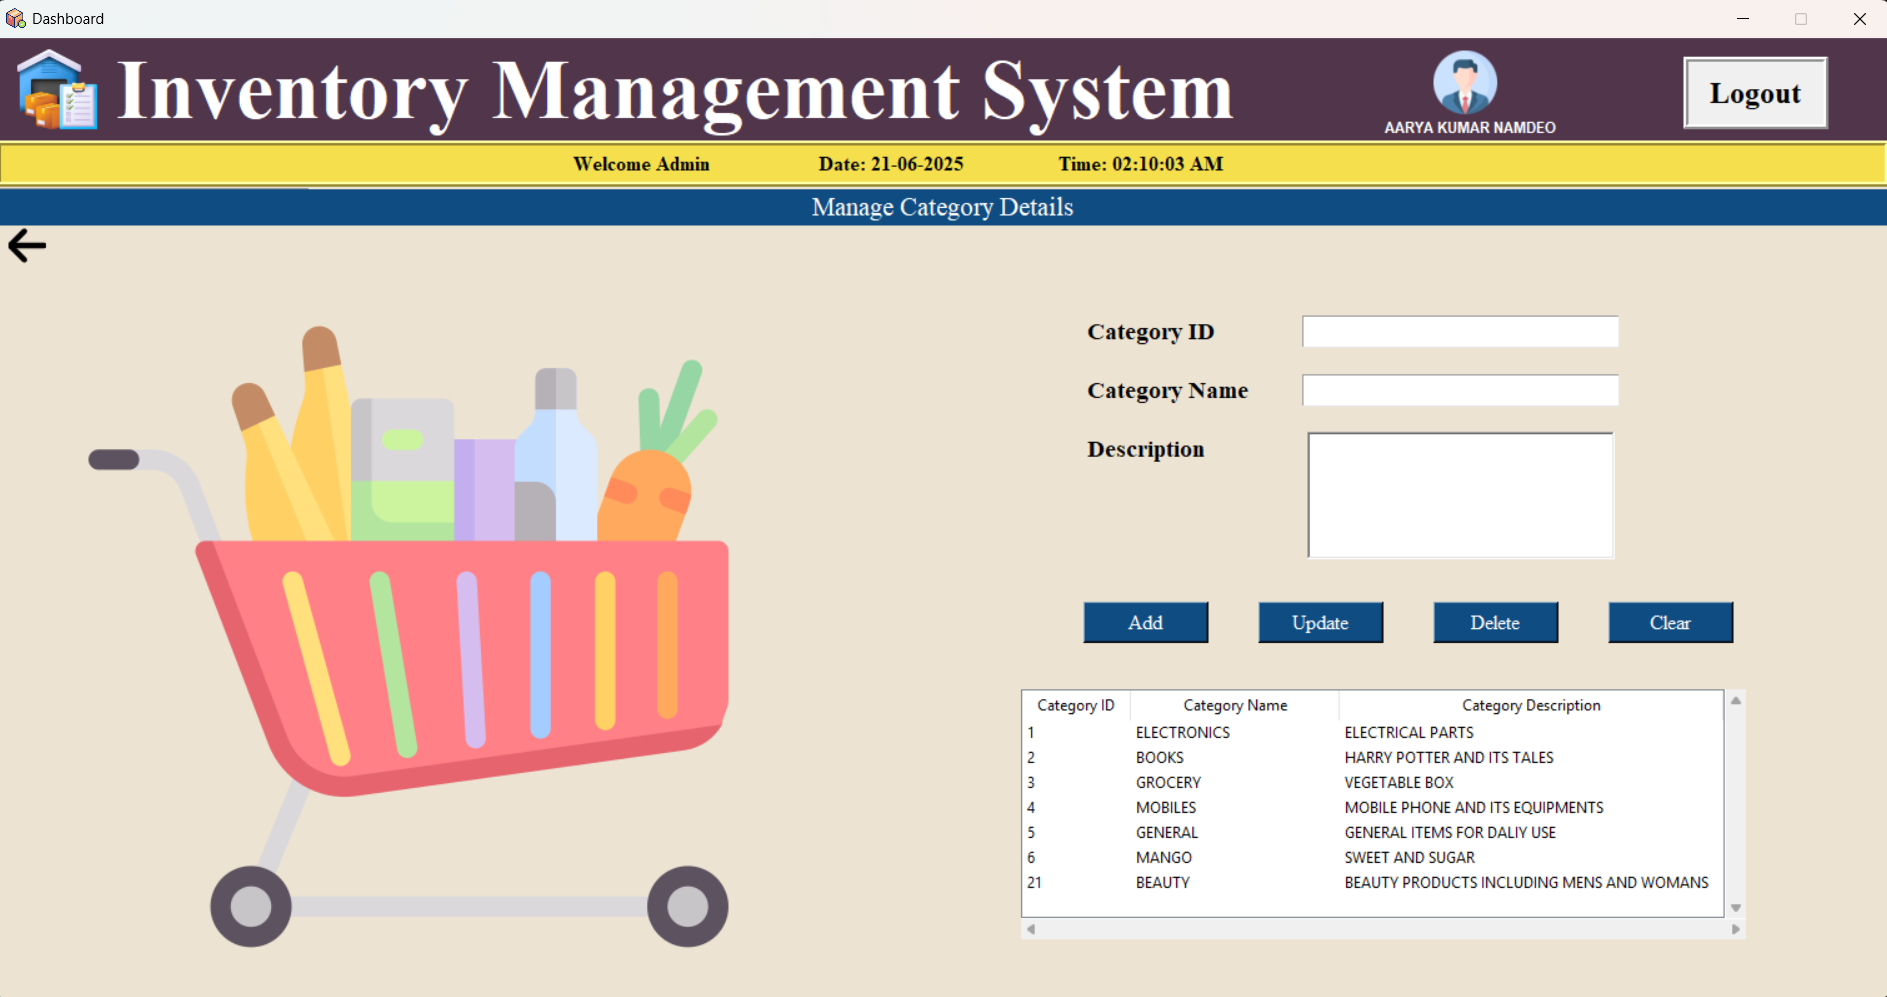 Dashboard
Inventory Management System
AARYA KUMAR NAMDEO
Logout
Welcome Admin Date: 21-06-2025 Time: 02:10:03 AM
Manage Category Details
Category ID
Category Name
Description
Add Update Delete Clear
Category ID Category Name Category Description
1 ELECTRONICS ELECTRICAL PARTS
2 BOOKS HARRY POTTER AND ITS TALES
3 GROCERY VEGETABLE BOX
4 MOBILES MOBILE PHONE AND ITS EQUIPMENTS
5 GENERAL GENERAL ITEMS FOR DALIY USE
6 MANGO SWEET AND SUGAR
21 BEAUTY BEAUTY PRODUCTS INCLUDING MENS AND WOMANS